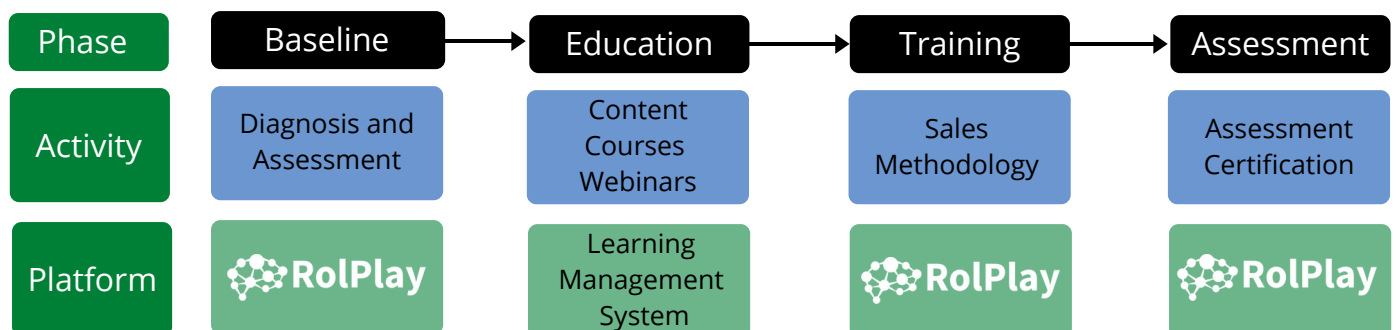 Phase
Baseline
Education
Training
Assessment
Activity
Diagnosis and
Assessment
Content
Courses
Webinars
Sales
Methodology
Assessment
Certification
Platform
RolPlay
Learning
Management
System
RolPlay
RolPlay